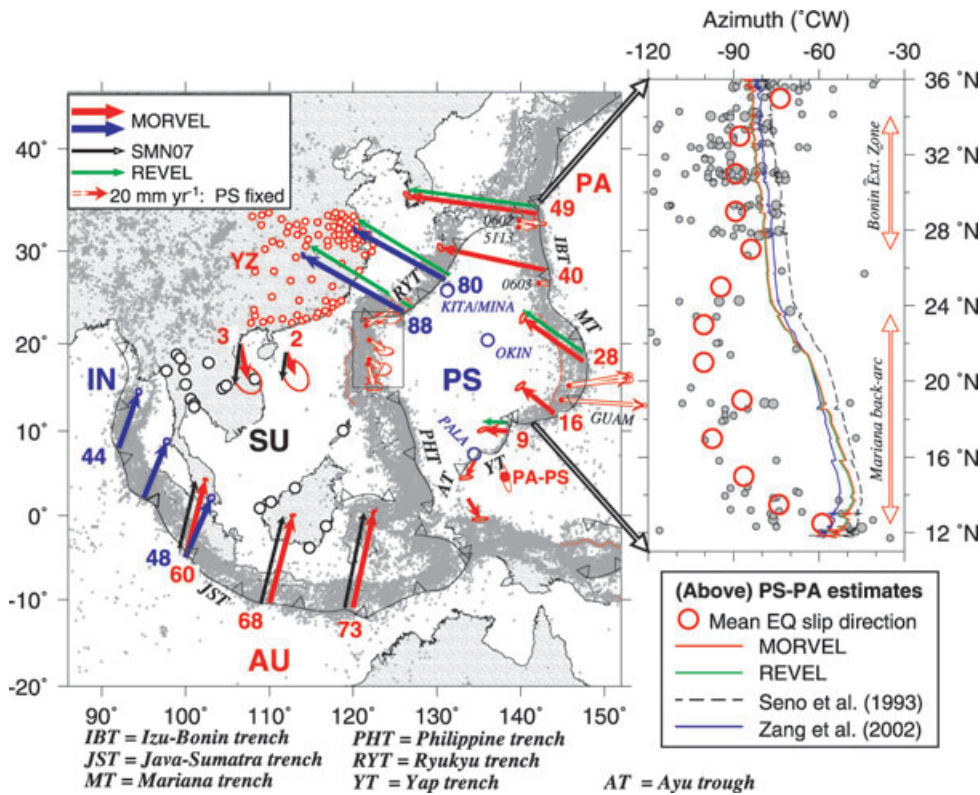 Azimuth (˚CW)
-120 -90 -60 -30
36˚N
32˚N
28˚N
24˚N
20˚N
16˚N
12˚N
Bonin Ext. Zone
Mariana back-arc
MORVEL
SMN07
REVEL
20 mm yr⁻¹: PS fixed
40˚
30˚
20˚
10˚
0˚
-10˚
-20˚
90˚ 100˚ 110˚ 120˚ 130˚ 140˚ 150˚
PA
49
0602
5113
IBT
40
0603
YZ
RYT
80
KITA/MINA
88
MT
OKIN
28
3
2
IN
PS
SU
16
GUAM
9
PALA
44
PHT
AT
YT
PA-PS
48
60
JST
68
73
AU
(Above) PS-PA estimates
Mean EQ slip direction
MORVEL
REVEL
Seno et al. (1993)
Zang et al. (2002)
IBT = Izu-Bonin trench
PHT = Philippine trench
JST = Java-Sumatra trench
RYT = Ryukyu trench
MT = Mariana trench
YT = Yap trench
AT = Ayu trough